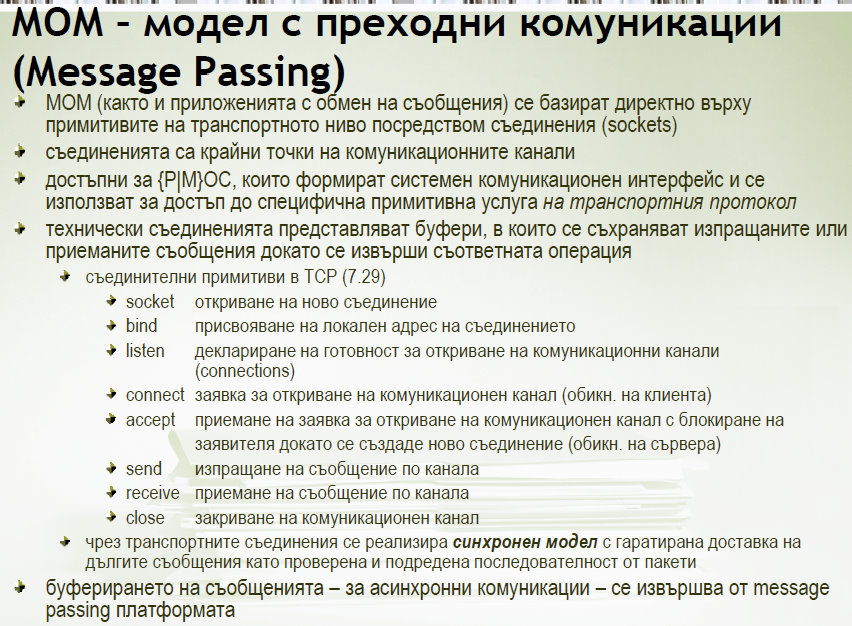 МОМ – модел с преходни комуникации
(Message Passing)
МОМ (както и приложенията с обмен на съобщения) се базират директно върху
примитивите на транспортното ниво посредством съединения (sockets)
съединенията са крайни точки на комуникационните канали
достъпни за {Р|М}ОС, които формират системен комуникационен интерфейс и се
използват за достъп до специфична примитивна услуга на транспортния протокол
технически съединенията представляват буфери, в които се съхраняват изпращаните или
приеманите съобщения докато се извърши съответната операция
съединителни примитиви в TCP (7.29)
socket откриване на ново съединение
bind присвояване на локален адрес на съединението
listen деклариране на готовност за откриване на комуникационни канали
(connections)
connect заявка за откриване на комуникационен канал (обикн. на клиента)
accept приемане на заявка за откриване на комуникационен канал с блокиране на
заявителя докато се създаде ново съединение (обикн. на сървера)
send изпращане на съобщение по канала
receive приемане на съобщение по канала
close закриване на комуникационен канал
чрез транспортните съединения се реализира синхронен модел с гаратирана доставка на
дългите съобщения като проверена и подредена последователност от пакети
буферирането на съобщенията – за асинхронни комуникации – се извършва от message
passing платформата